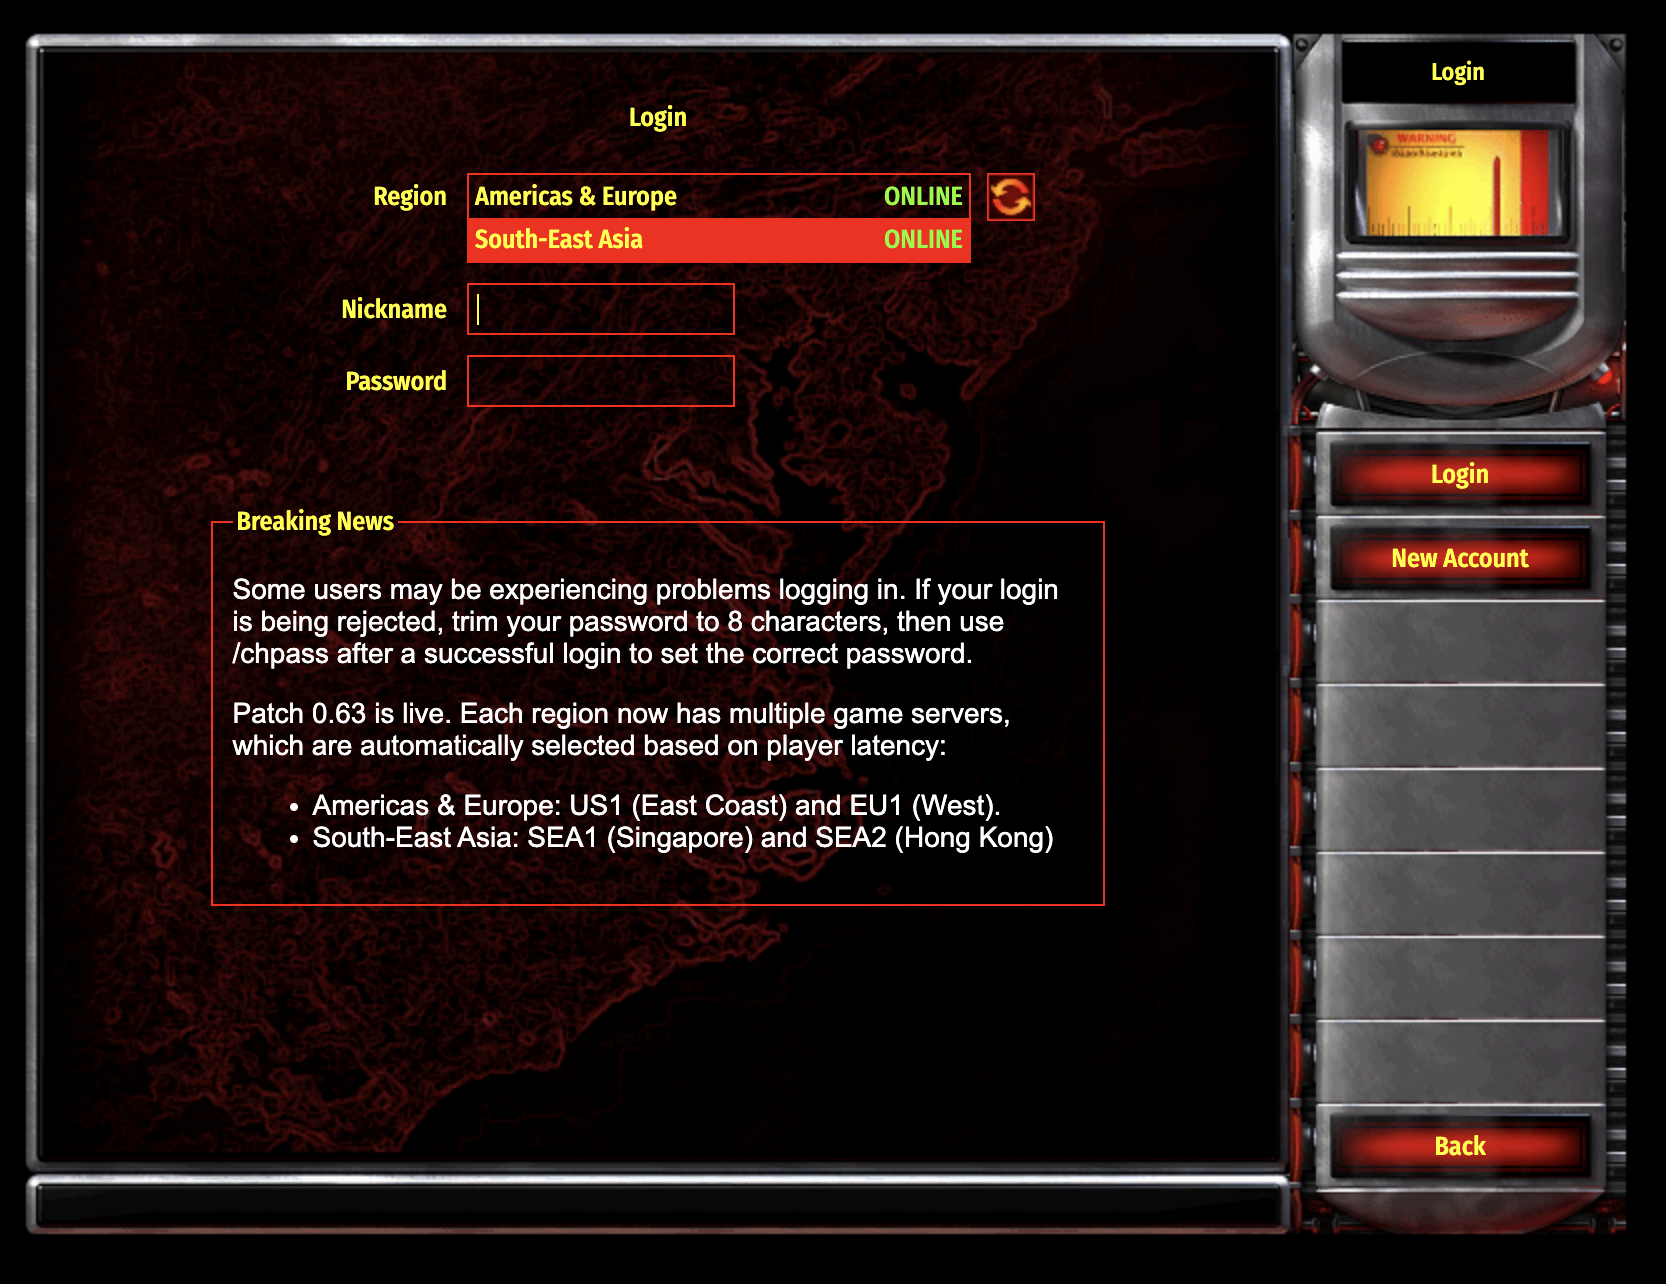 Login
Login
Region
Americas & Europe ONLINE
South-East Asia ONLINE
Nickname
Password
Breaking News
Some users may be experiencing problems logging in. If your login
is being rejected, trim your password to 8 characters, then use
/chpass after a successful login to set the correct password.
Patch 0.63 is live. Each region now has multiple game servers,
which are automatically selected based on player latency:
• Americas & Europe: US1 (East Coast) and EU1 (West).
• South-East Asia: SEA1 (Singapore) and SEA2 (Hong Kong)
WARNING
Login
New Account
Back